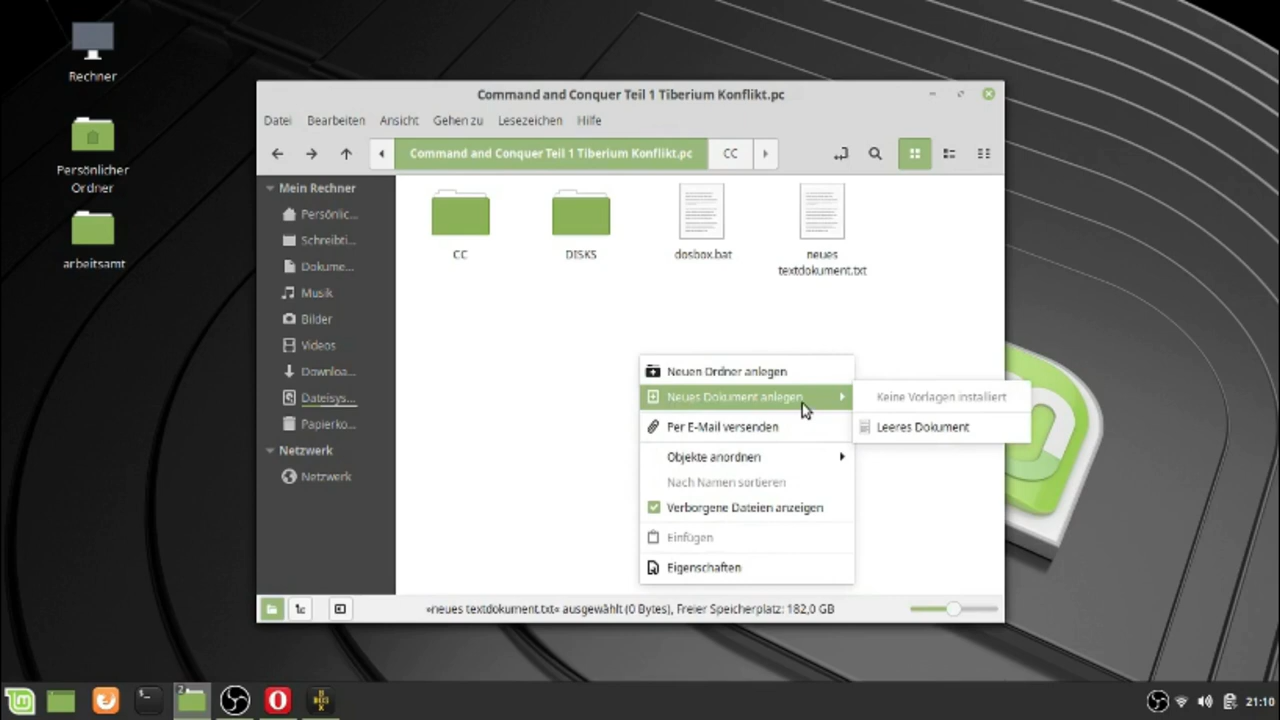 Rechner
Persönlicher
Ordner
arbeitsamt
Command and Conquer Teil 1 Tiberium Konflikt.pc
Datei Bearbeiten Ansicht Gehen zu Lesezeichen Hilfe
Command and Conquer Teil 1 Tiberium Konflikt.pc CC
Mein Rechner
Persönlic...
Schreibti...
Dokume...
Musik
Bilder
Videos
Downloa...
Dateisys...
Papierko...
Netzwerk
Netzwerk
CC
DISKS
dosbox.bat
neues
textdokument.txt
Neuen Ordner anlegen
Neues Dokument anlegen
Per E-Mail versenden
Objekte anordnen
Nach Namen sortieren
Verborgene Dateien anzeigen
Einfügen
Eigenschaften
Keine Vorlagen installiert
Leeres Dokument
»neues textdokument.txt« ausgewählt (0 Bytes), Freier Speicherplatz: 182,0 GB
2
21:10